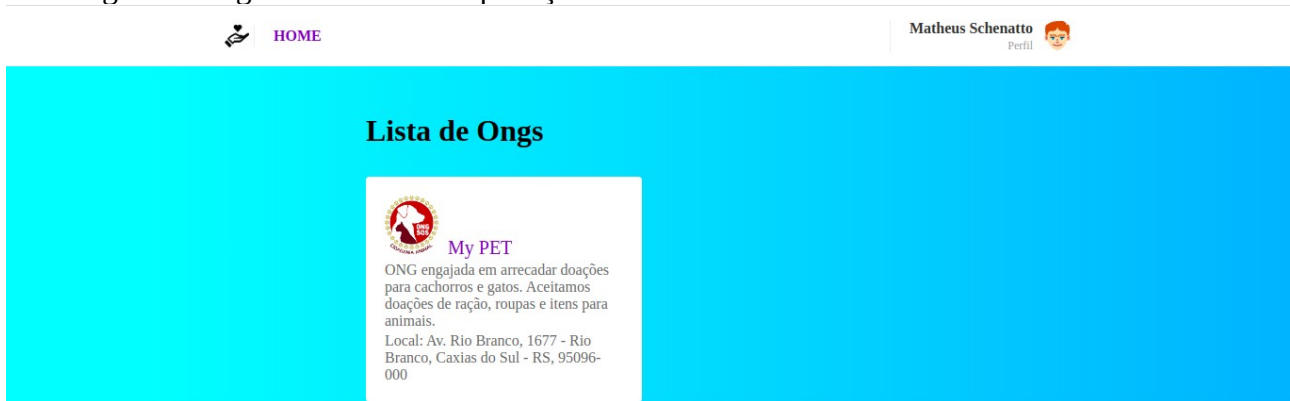 HOME
Matheus Schenatto
Perfil
Lista de Ongs
ONG
SOS
My PET
ONG engajada em arrecadar doações
para cachorros e gatos. Aceitamos
doações de ração, roupas e itens para
animais.
Local: Av. Rio Branco, 1677 - Rio
Branco, Caxias do Sul - RS, 95096-
000